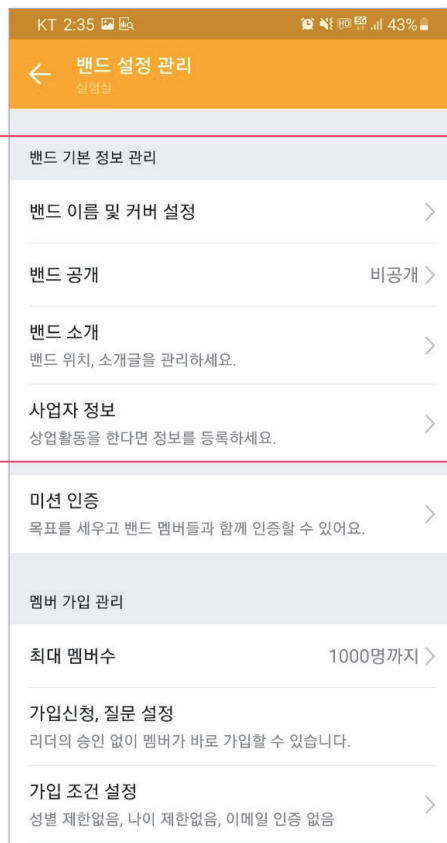 KT 2:35 HD 5G 43%
밴드 설정 관리
실험실
밴드 기본 정보 관리
밴드 이름 및 커버 설정
밴드 공개 비공개
밴드 소개
밴드 위치, 소개글을 관리하세요.
사업자 정보
상업활동을 한다면 정보를 등록하세요.
미션 인증
목표를 세우고 밴드 멤버들과 함께 인증할 수 있어요.
멤버 가입 관리
최대 멤버수 1000명까지
가입신청, 질문 설정
리더의 승인 없이 멤버가 바로 가입할 수 있습니다.
가입 조건 설정
성별 제한없음, 나이 제한없음, 이메일 인증 없음